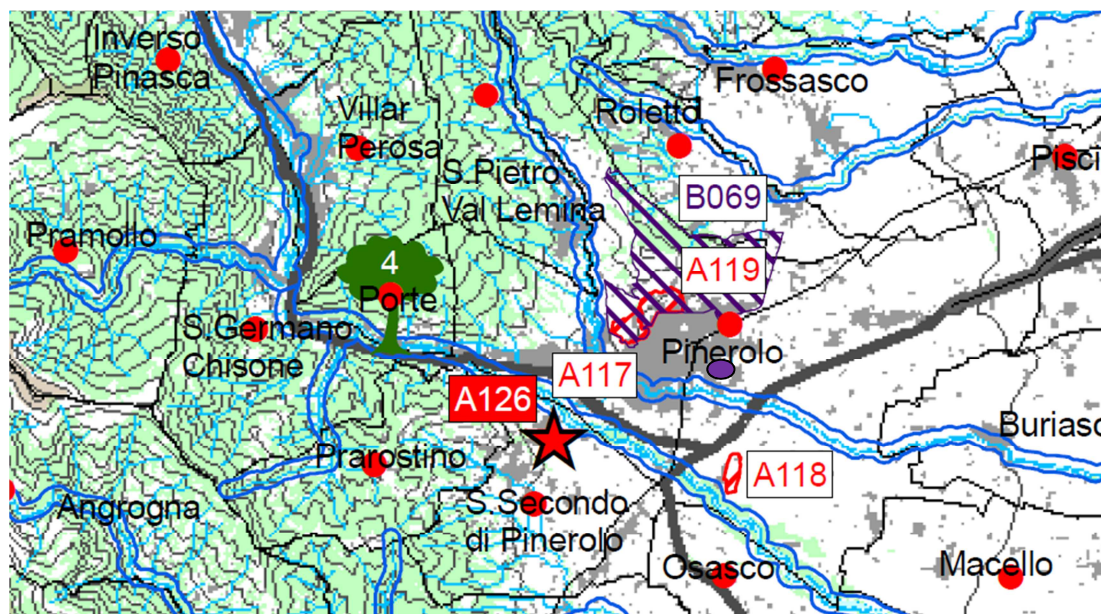 Inverso
Pinasca
Frossasco
Villar
Perosa
Roletto
Pisci
S Pietro
Val Lemina
B069
Pramollo
4
A119
Porte
S Germano
Chisone
Pinerolo
A117
A126
Buriasc
Prarostino
A118
Angrogna
S Secondo
di Pinerolo
Osasco
Macello